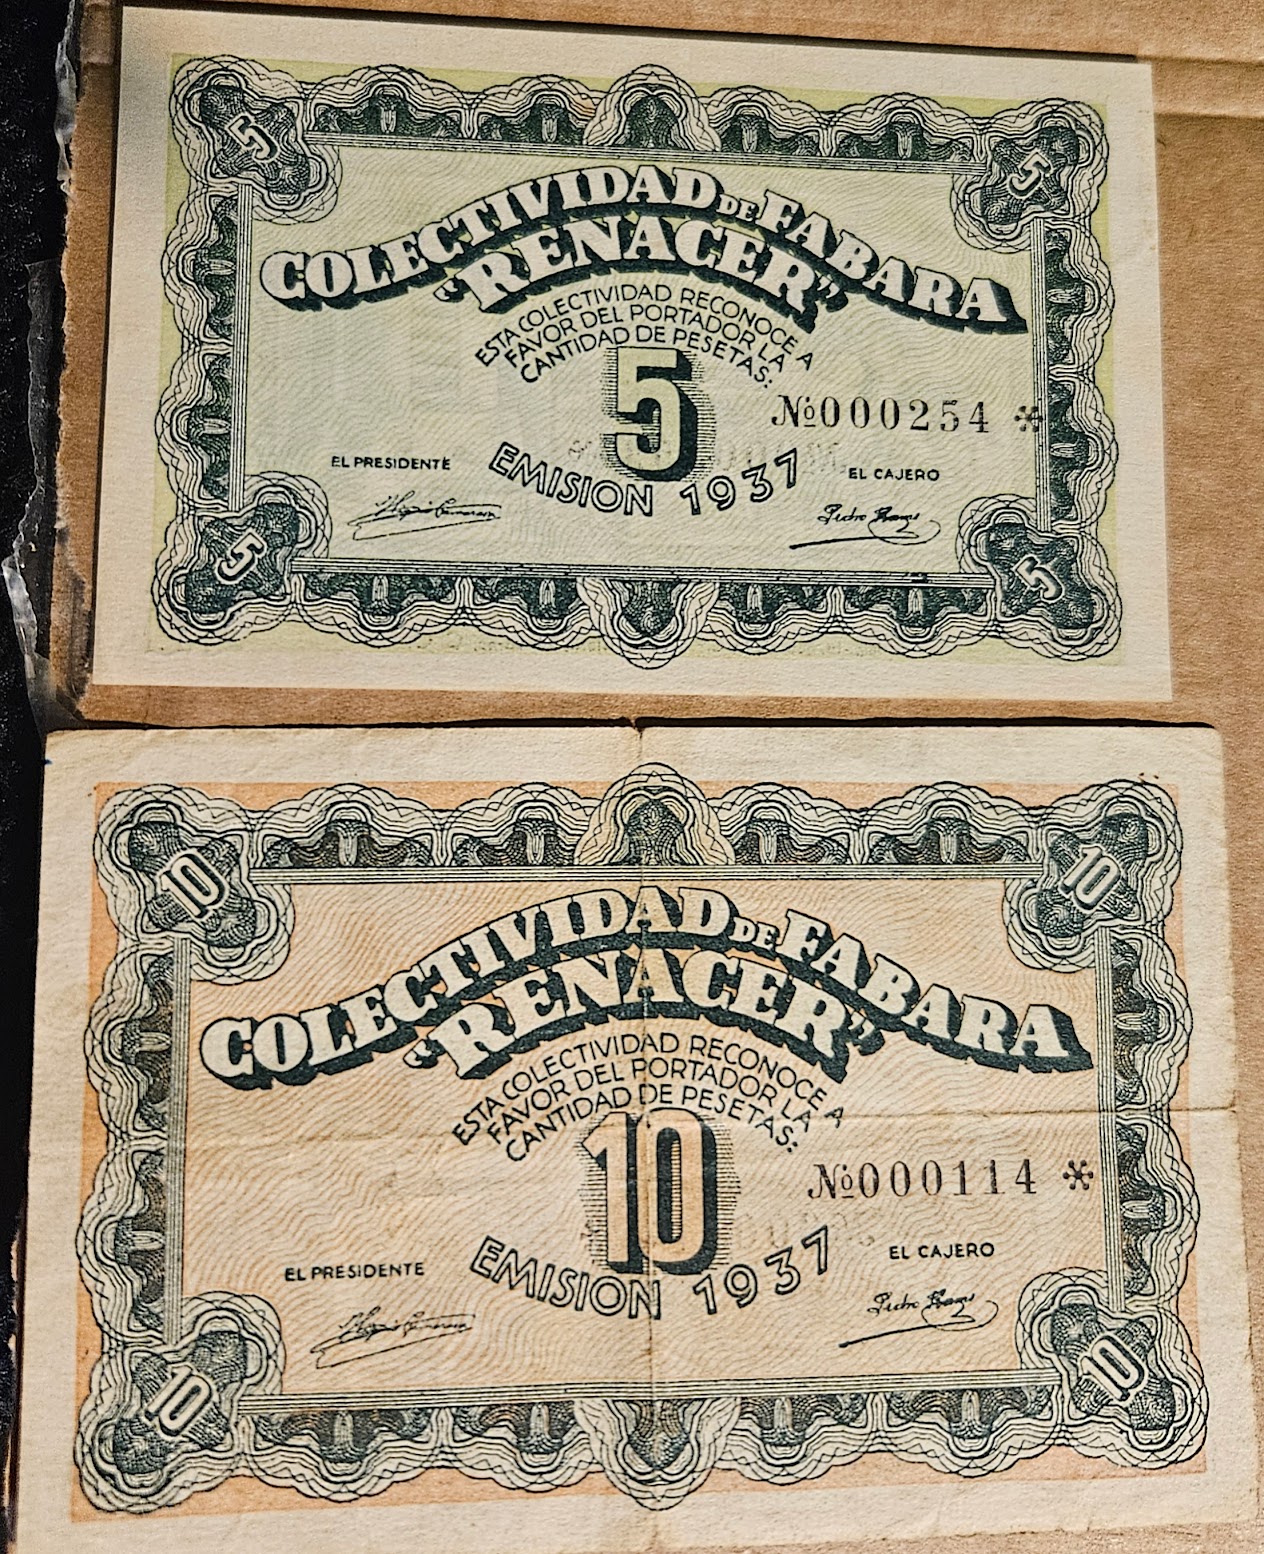 5 5
COLECTIVIDAD DE FABARA
"RENACER"
ESTA COLECTIVIDAD RECONOCE A
FAVOR DEL PORTADOR LA
CANTIDAD DE PESETAS:
5
Nº000254 *
EL PRESIDENTE
EMISION 1937
EL CAJERO
Pedro
5 5
10 10
COLECTIVIDAD DE FABARA
"RENACER"
ESTA COLECTIVIDAD RECONOCE A
FAVOR DEL PORTADOR LA
CANTIDAD DE PESETAS:
10
Nº000114 *
EL PRESIDENTE
EMISION 1937
EL CAJERO
Pedro
10 10